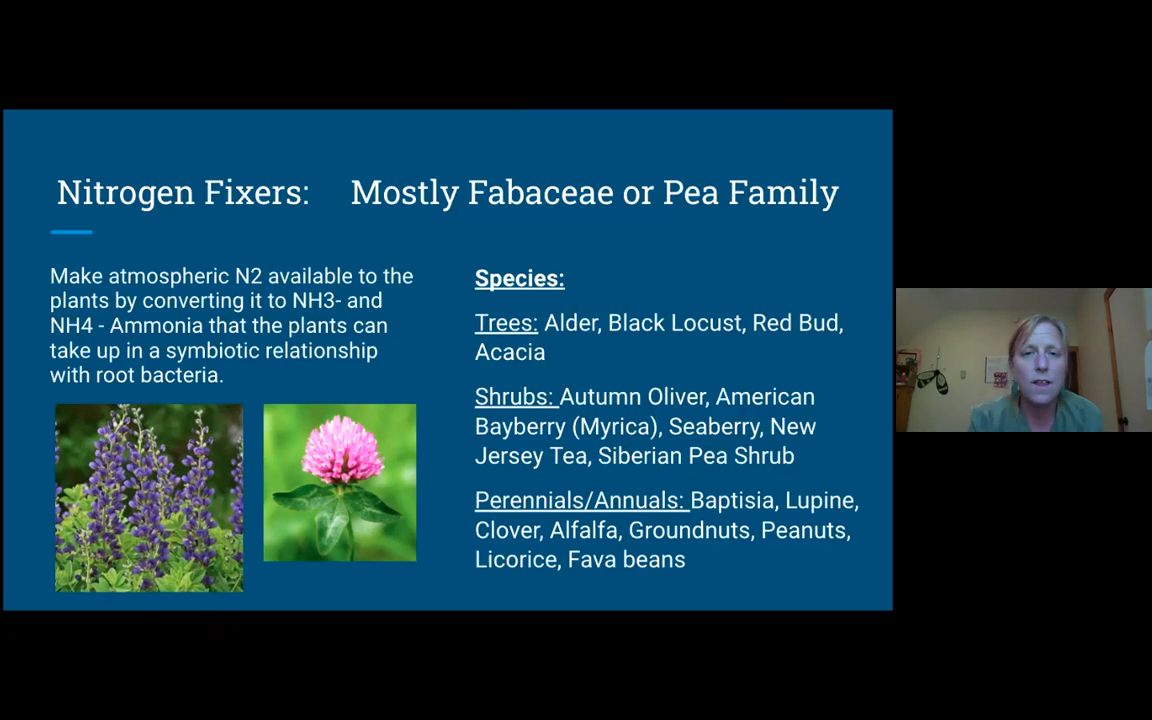 Nitrogen Fixers: Mostly Fabaceae or Pea Family
Make atmospheric N2 available to the
plants by converting it to NH3- and
NH4 - Ammonia that the plants can
take up in a symbiotic relationship
with root bacteria.
Species:
Trees: Alder, Black Locust, Red Bud,
Acacia
Shrubs: Autumn Oliver, American
Bayberry (Myrica), Seaberry, New
Jersey Tea, Siberian Pea Shrub
Perennials/Annuals: Baptisia, Lupine,
Clover, Alfalfa, Groundnuts, Peanuts,
Licorice, Fava beans